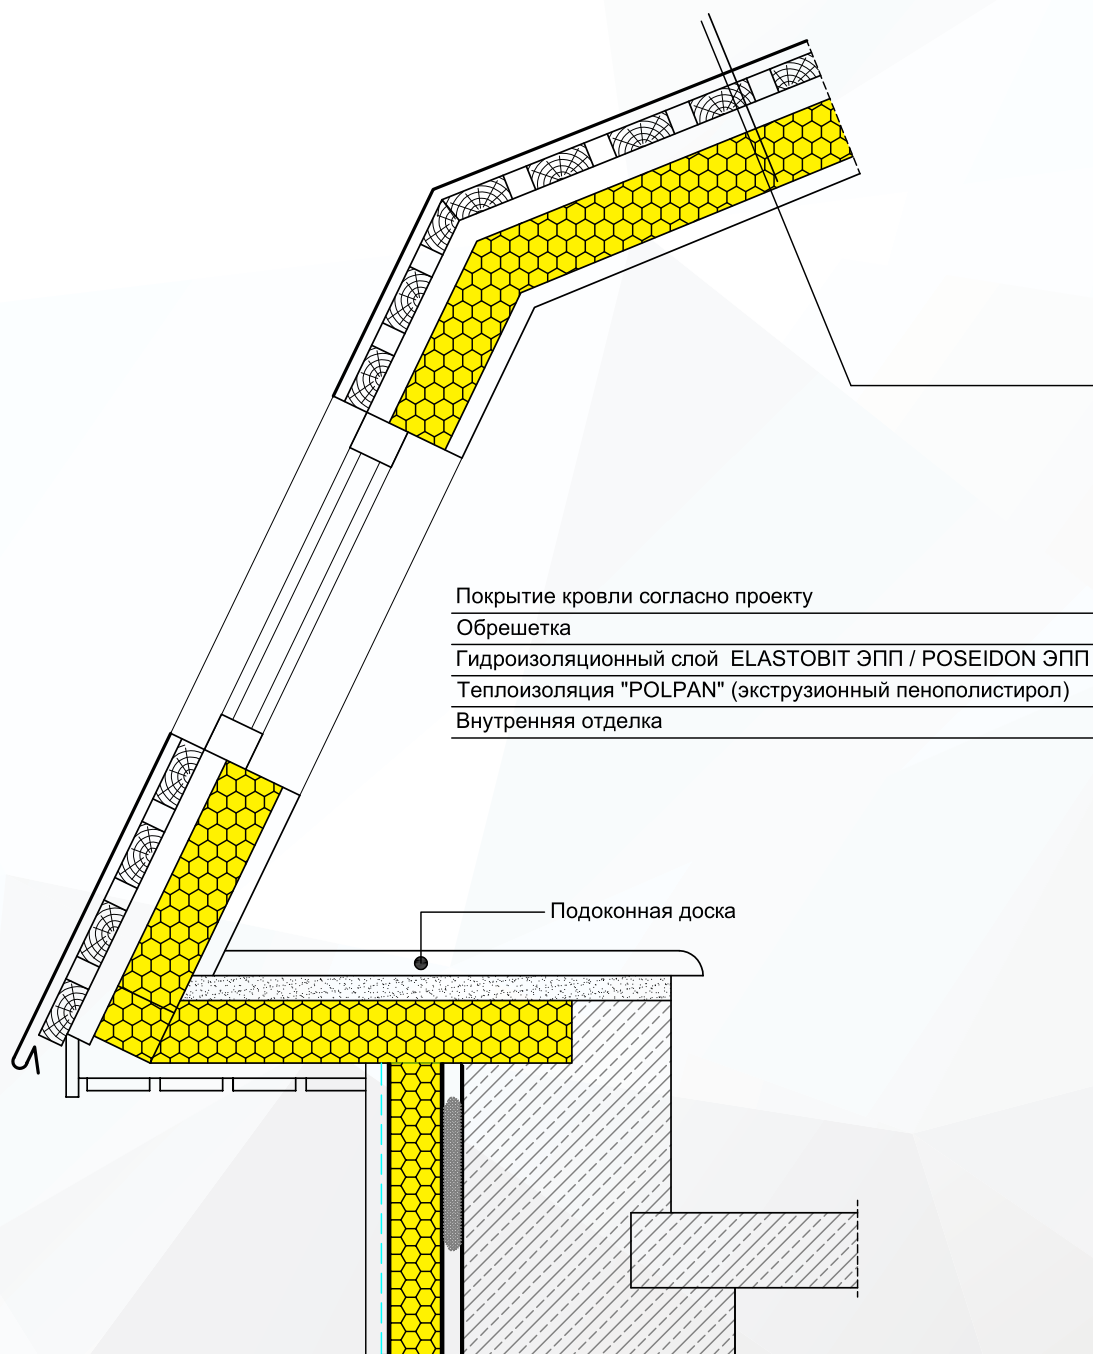 Покрытие кровли согласно проекту
Обрешетка
Гидроизоляционный слой ELASTOBIT ЭПП / POSEIDON ЭПП
Теплоизоляция "POLPAN" (экструзионный пенополистирол)
Внутренняя отделка
Подоконная доска